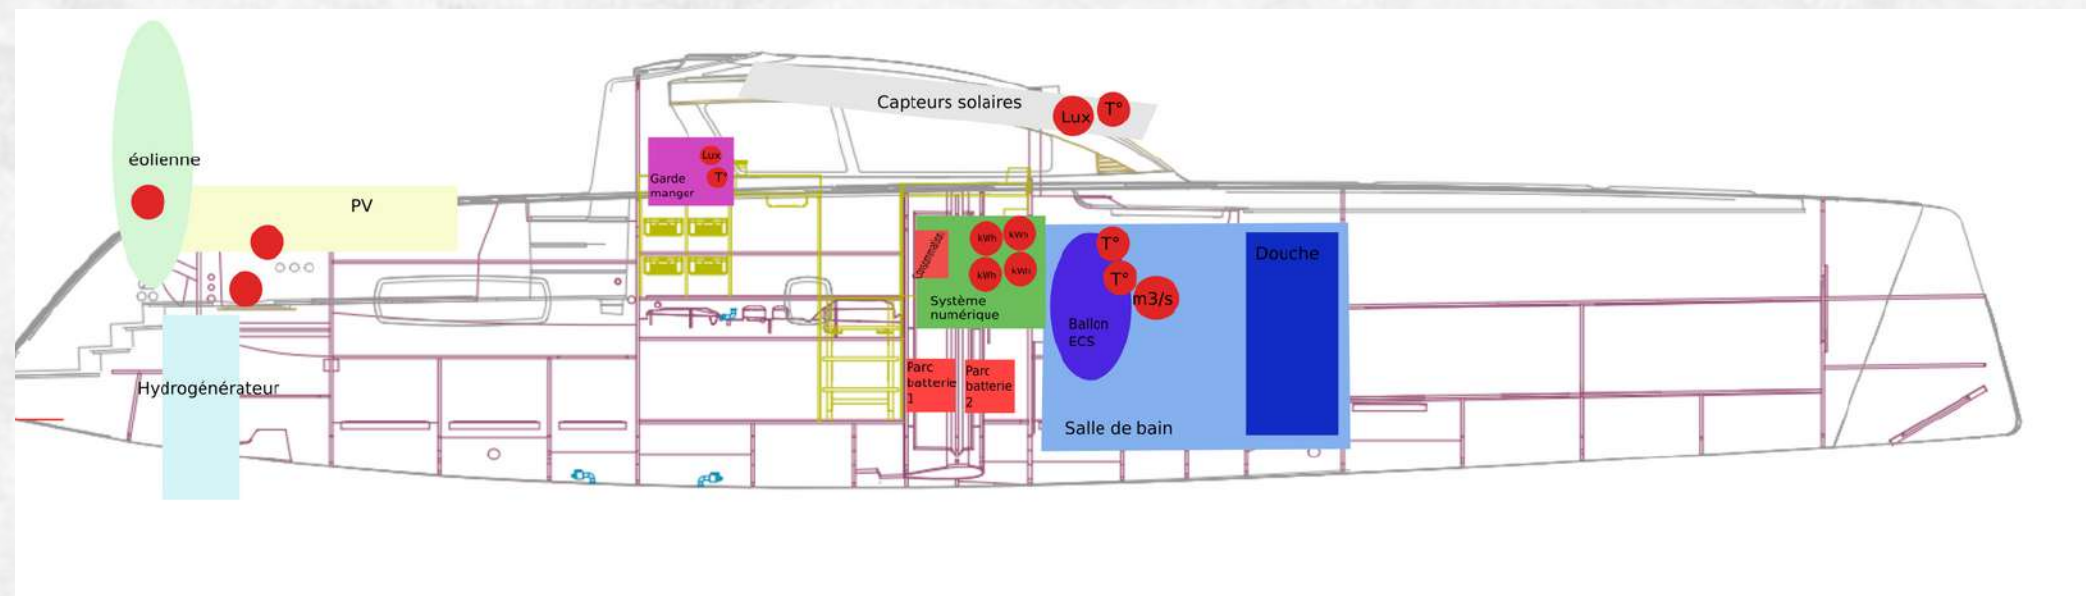 Capteurs solaires
Lux
T°
éolienne
Lux
T°
Garde
manger
PV
Consommation
kWh
kWh
kWh
kWh
Système
numérique
T°
T°
m3/s
Ballon
ECS
Douche
Parc
batterie
1
Parc
batterie
2
Hydrogénérateur
Salle de bain